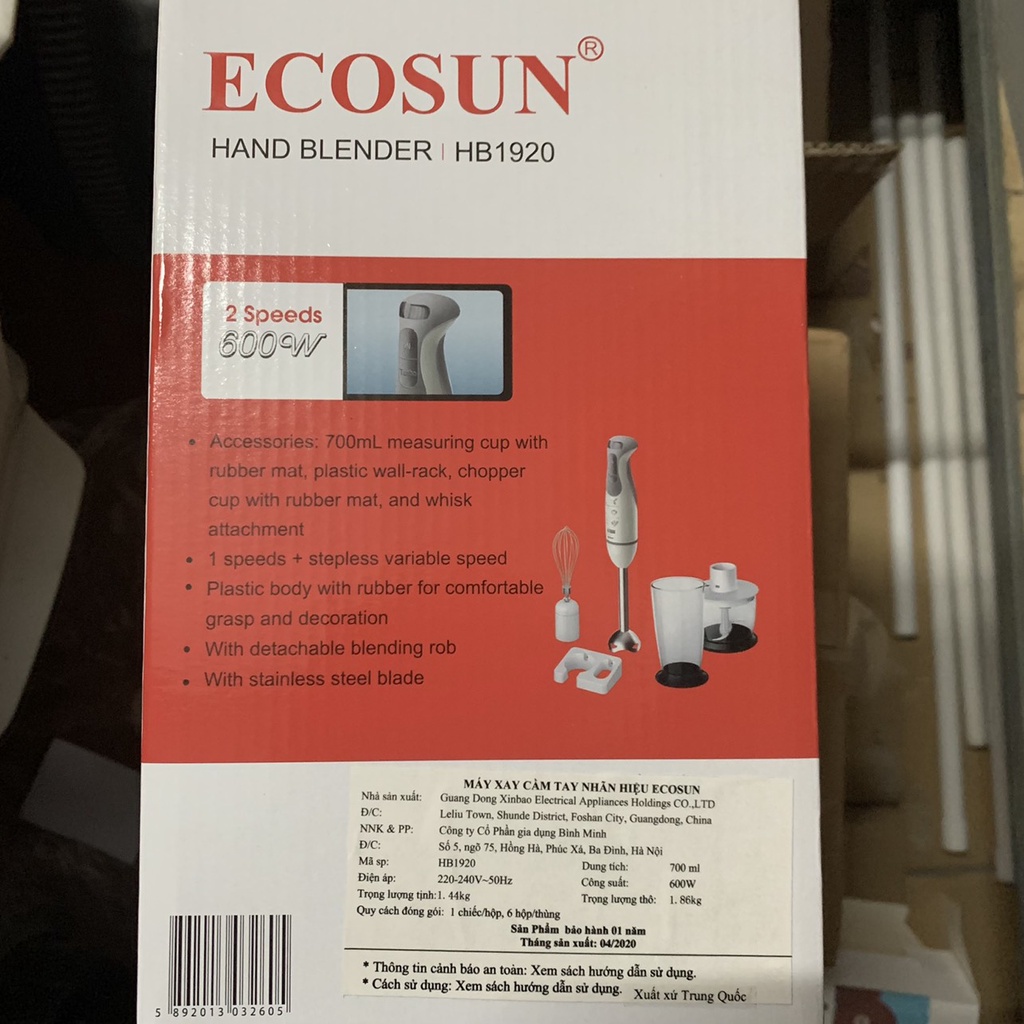 ECOSUN®
HAND BLENDER | HB1920
2 Speeds
600W
• Accessories: 700mL measuring cup with
rubber mat, plastic wall-rack, chopper
cup with rubber mat, and whisk
attachment
• 1 speeds + stepless variable speed
• Plastic body with rubber for comfortable
grasp and decoration
• With detachable blending rob
• With stainless steel blade
MÁY XAY CẦM TAY NHÃN HIỆU ECOSUN
Nhà sản xuất: Guang Dong Xinbao Electrical Appliances Holdings CO.,LTD
Đ/C: Leliu Town, Shunde District, Foshan City, Guangdong, China
NNK & PP: Công ty Cổ Phần gia dụng Bình Minh
Đ/C: Số 5, ngõ 75, Hồng Hà, Phúc Xá, Ba Đình, Hà Nội
Mã sp: HB1920 Dung tích: 700 ml
Điện áp: 220-240V~50Hz Công suất: 600W
Trọng lượng tịnh: 1. 44kg Trọng lượng thô: 1. 86kg
Quy cách đóng gói: 1 chiếc/hộp, 6 hộp/thùng
Sản Phẩm bảo hành 01 năm
Tháng sản xuất: 04/2020
* Thông tin cảnh báo an toàn: Xem sách hướng dẫn sử dụng.
* Cách sử dụng: Xem sách hướng dẫn sử dụng. Xuất xứ Trung Quốc
5 892013 032605